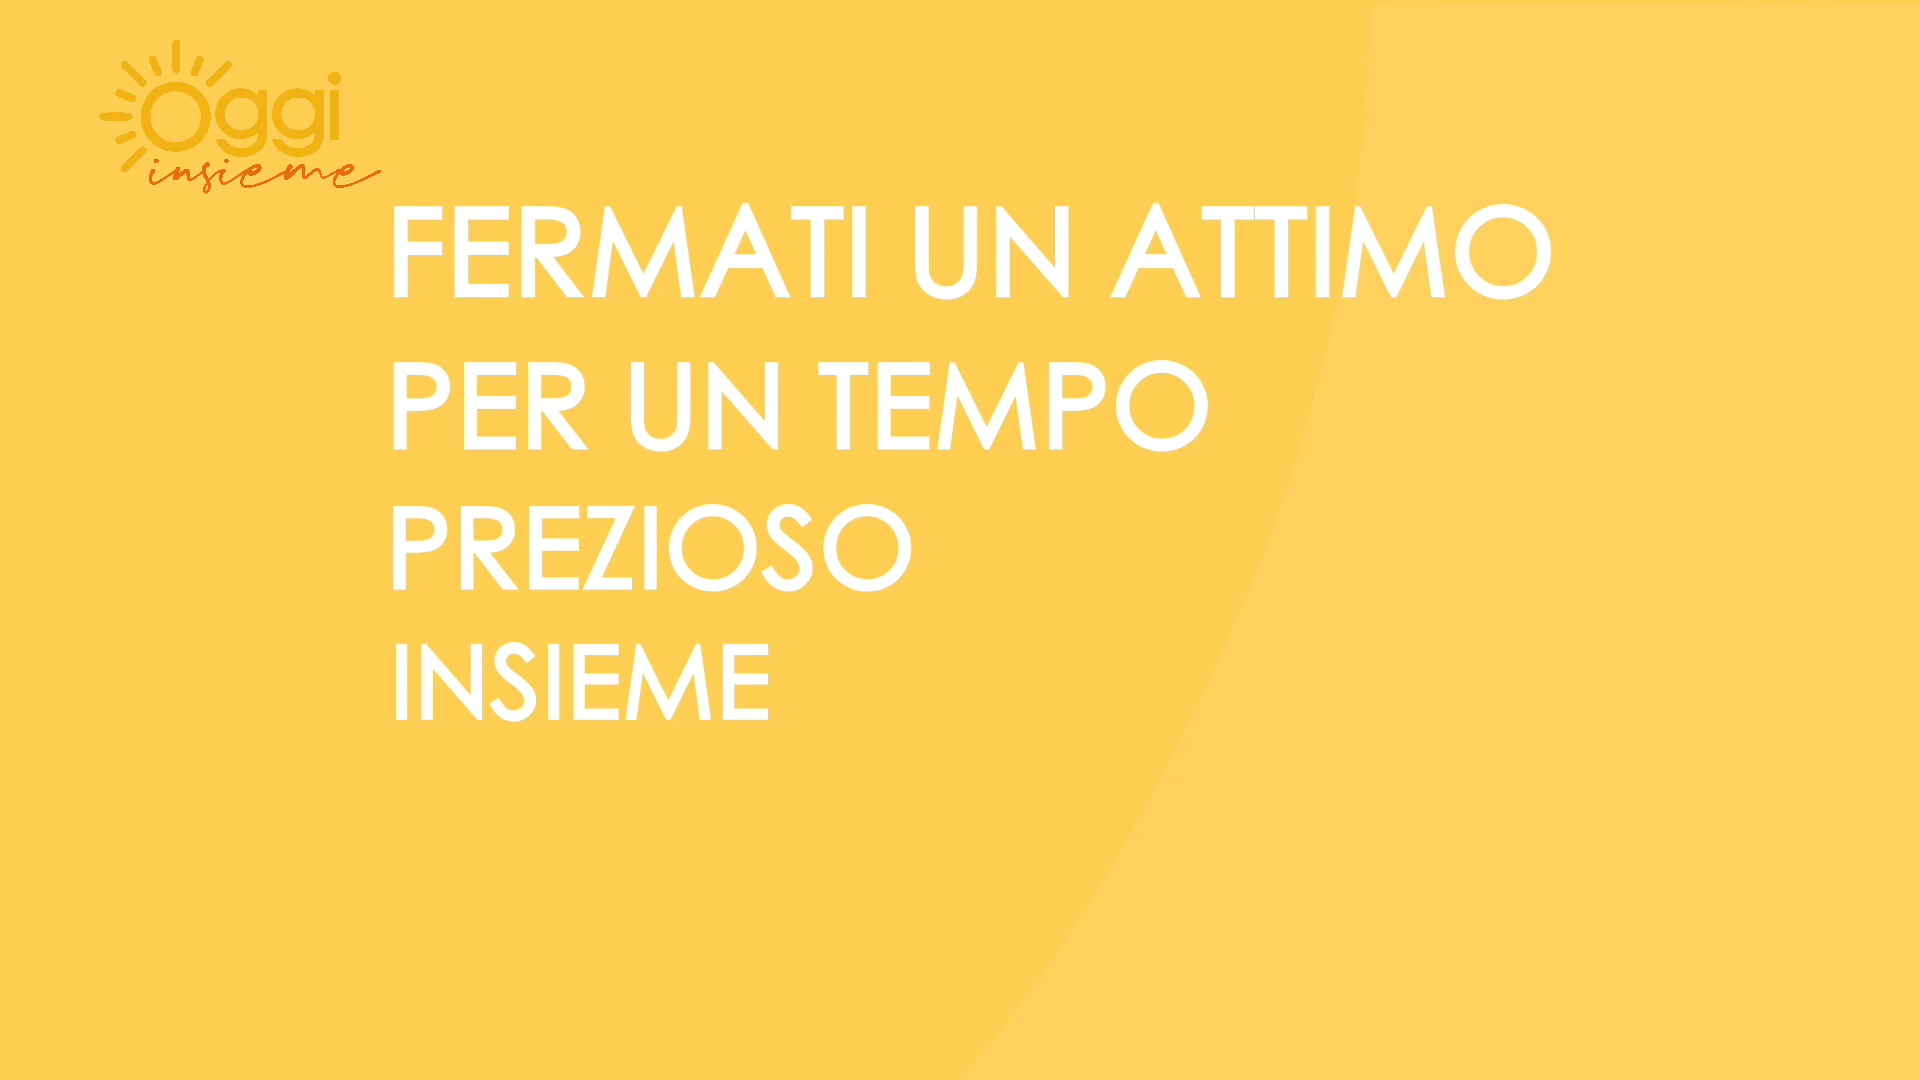 Oggi
insieme
FERMATI UN ATTIMO
PER UN TEMPO
PREZIOSO
INSIEME